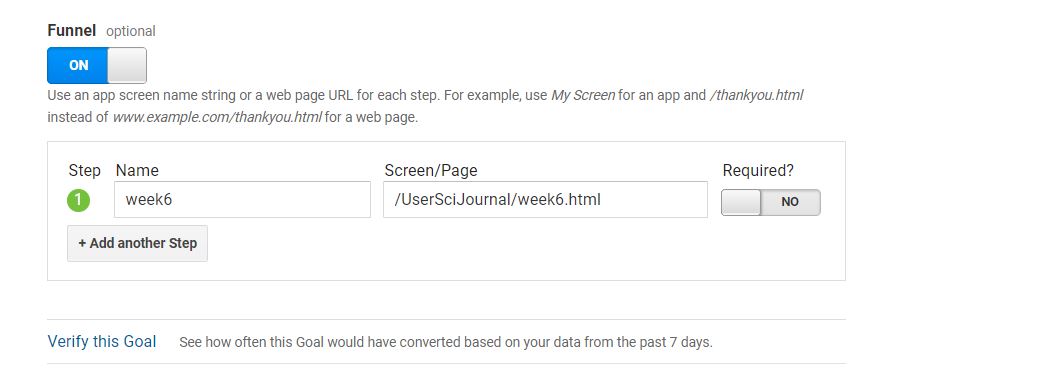 Funnel optional
ON
Use an app screen name string or a web page URL for each step. For example, use My Screen for an app and /thankyou.html
instead of www.example.com/thankyou.html for a web page.
Step Name Screen/Page Required?
1 week6 /UserSciJournal/week6.html NO
+ Add another Step
Verify this Goal See how often this Goal would have converted based on your data from the past 7 days.